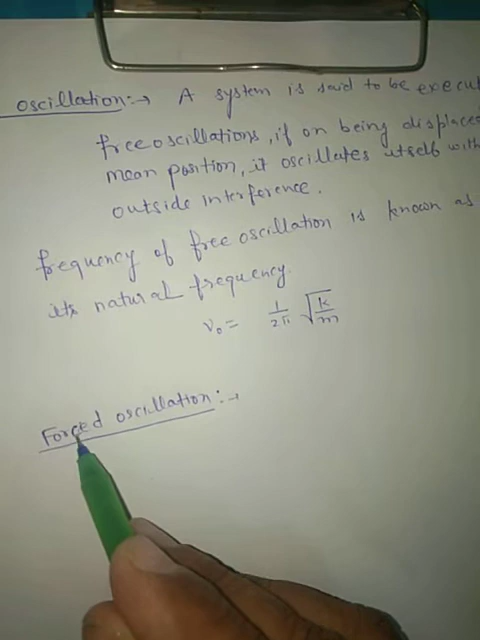 oscillation:→ A system is said to be execut
free oscillations, if on being displaced
mean position, it oscillates itself with
outside interference.
frequency of free oscillation is known as
its natural frequency.
ν₀ = 1/2π √k/m
Forced oscillation:→